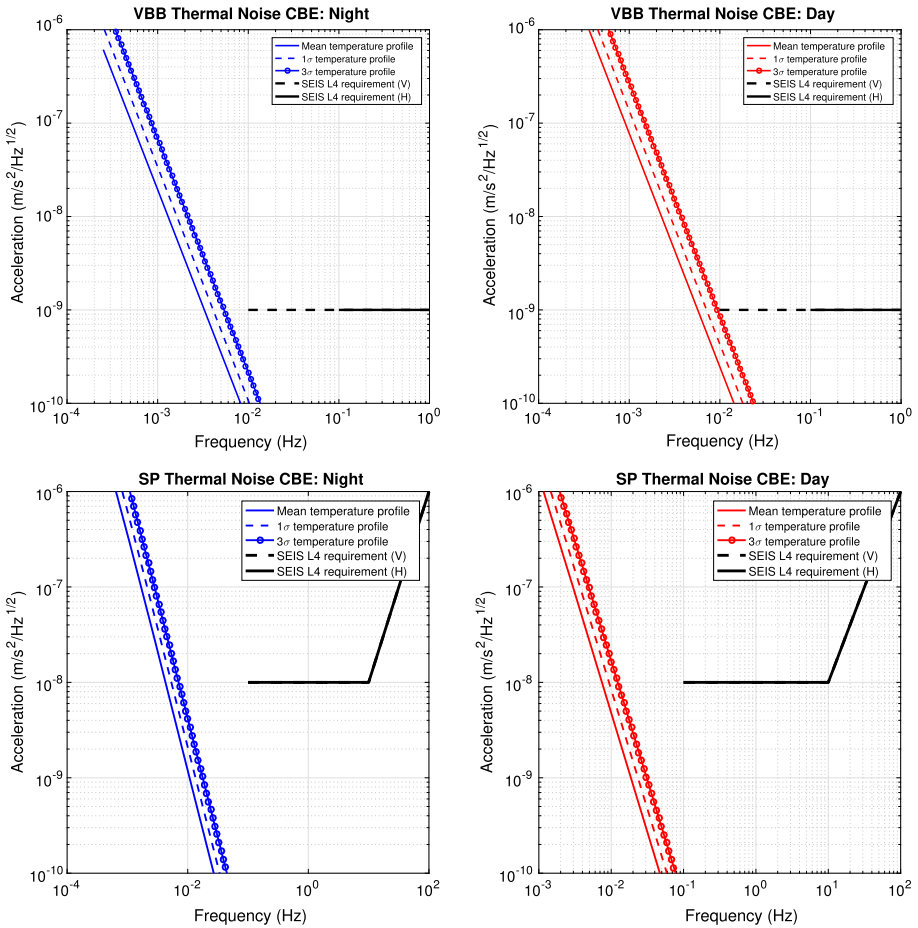 VBB Thermal Noise CBE: Night
Acceleration (m/s²/Hz^1/2)
10^-6
10^-7
10^-8
10^-9
10^-10
Mean temperature profile
1σ temperature profile
3σ temperature profile
SEIS L4 requirement (V)
SEIS L4 requirement (H)
10^-4 10^-3 10^-2 10^-1 10^0
Frequency (Hz)
VBB Thermal Noise CBE: Day
Acceleration (m/s²/Hz^1/2)
10^-6
10^-7
10^-8
10^-9
10^-10
Mean temperature profile
1σ temperature profile
3σ temperature profile
SEIS L4 requirement (V)
SEIS L4 requirement (H)
10^-4 10^-3 10^-2 10^-1 10^0
Frequency (Hz)
SP Thermal Noise CBE: Night
Acceleration (m/s²/Hz^1/2)
10^-6
10^-7
10^-8
10^-9
10^-10
Mean temperature profile
1σ temperature profile
3σ temperature profile
SEIS L4 requirement (V)
SEIS L4 requirement (H)
10^-4 10^-2 10^0 10^2
Frequency (Hz)
SP Thermal Noise CBE: Day
Acceleration (m/s²/Hz^1/2)
10^-6
10^-7
10^-8
10^-9
10^-10
Mean temperature profile
1σ temperature profile
3σ temperature profile
SEIS L4 requirement (V)
SEIS L4 requirement (H)
10^-3 10^-2 10^-1 10^0 10^1 10^2
Frequency (Hz)